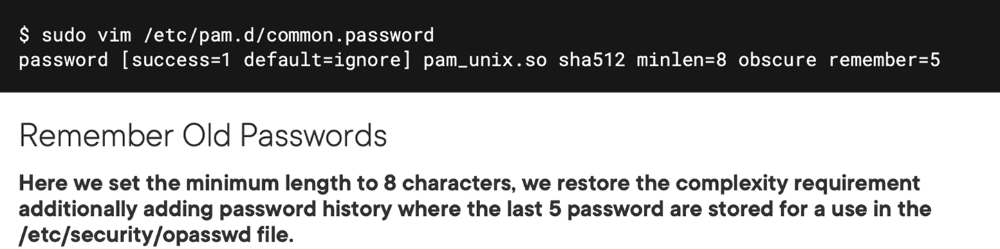 $ sudo vim /etc/pam.d/common.password
password [success=1 default=ignore] pam_unix.so sha512 minlen=8 obscure remember=5
Remember Old Passwords
Here we set the minimum length to 8 characters, we restore the complexity requirement
additionally adding password history where the last 5 password are stored for a use in the
/etc/security/opasswd file.